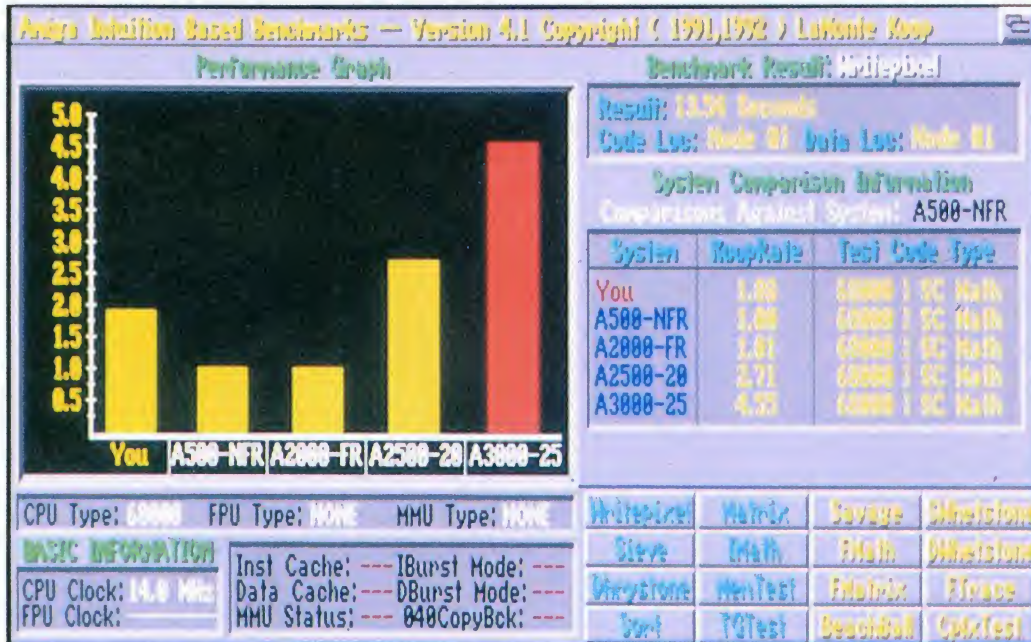 Amiga Intuition Based Benchmarks — Version 4.1 Copyright ( 1991,1992 ) LaMonte Koop
Performance Graph
5.0
4.5
4.0
3.5
3.0
2.5
2.0
1.5
1.0
0.5
You A500-NFR A2000-FR A2500-20 A3000-25
Benchmark Result: Writepixel
Result: Seconds
Code Loc: Node 01 Data Loc: Node 01
System Comparison Information
Comparisons Against System: A500-NFR
System KoopRate Test Code Type
You 68000 : SC Math
A500-NFR 1.00 68000 : SC Math
A2000-FR 1.01 68000 : SC Math
A2500-20 2.71 68000 : SC Math
A3000-25 4.55 68000 : SC Math
CPU Type: 68000 FPU Type: NONE MMU Type: NONE
BASIC INFORMATION
CPU Clock: 14.0 MHz
FPU Clock:
Inst Cache: --- IBurst Mode: ---
Data Cache: --- DBurst Mode: ---
MMU Status: --- 040CopyBck: ---
Writepixel Matrix Savage SWhetstone
Sieve IMath FMath DWhetstone
Dhrystone MemTest FMatrix FTrace
Sort TGTest BeachBall CplxTest